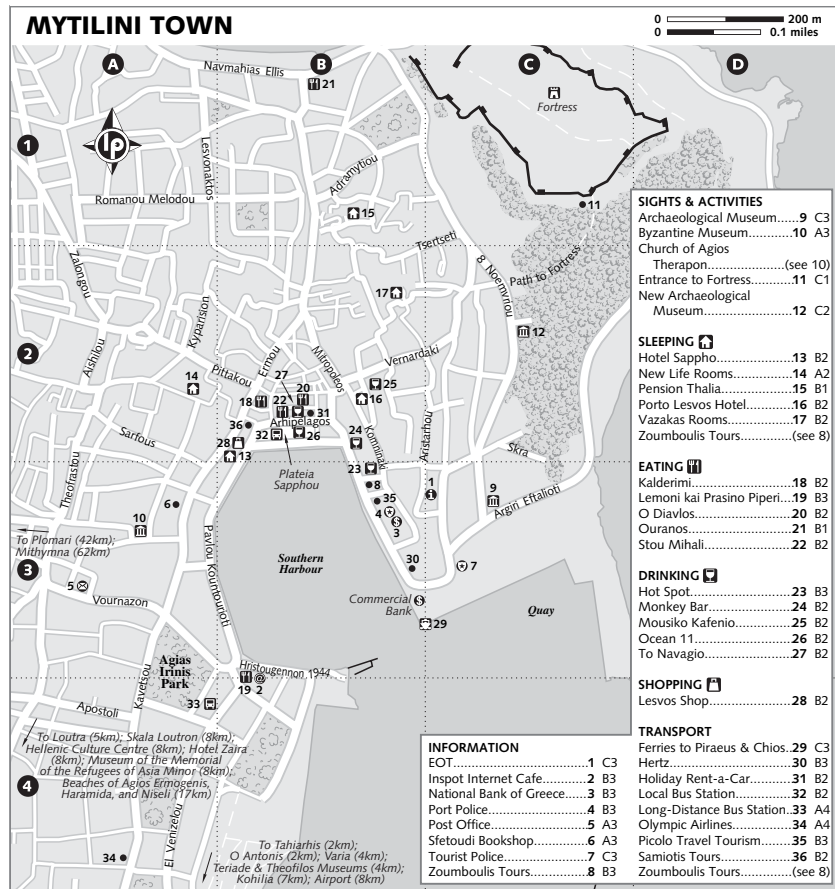 MYTILINI TOWN
0 200 m
0 0.1 miles
A
B
C
D
Navmahias Ellis
21
Fortress
1
lp
Lesvonaktos
Adramytiou
Romanou Melodou
15
11
Tsertseti
8 Noemvriou
Path to Fortress
Zalongou
17
Kyparision
12
2
Aishilou
Ermou
Mitropoleos
Vernardaki
Pittakou
27
14
20
25
18
22
31
16
Arhipelagos
36
32
26
24
Aristarhou
28
13
Komninaki
Sarfous
Skra
Plateia
Sapphou
23
Theofrastou
8
1
9
35
Argiri Eftalioti
6
4
10
3
To Plomari (42km);
Mithymna (62km)
Pavlou Kountourioti
Southern
Harbour
30
7
3
5
Vournazon
Commercial
Bank
Quay
29
Agias
Irinis
Park
Hristougennon 1944
19 2
Kavetsou
33
Apostoli
To Loutra (5km); Skala Loutron (8km);
Hellenic Culture Centre (8km); Hotel Zaira
(8km); Museum of the Memorial
of the Refugees of Asia Minor (8km);
Beaches of Agios Ermogenis,
Haramida, and Niseli (17km)
4
El Venizelou
34
To Tahiarhis (2km);
O Antonis (2km); Varia (4km);
Teriade & Theofilos Museums (4km);
Kohilia (7km); Airport (8km)
INFORMATION
EOT..............................1 C3
Inspot Internet Cafe............2 B3
National Bank of Greece.....3 B3
Port Police......................4 B3
Post Office......................5 A3
Sfetoudi Bookshop............6 A3
Tourist Police..................7 C3
Zoumboulis Tours.............8 B3
SIGHTS & ACTIVITIES
Archaeological Museum......9 C3
Byzantine Museum............10 A3
Church of Agios
Therapon......................(see 10)
Entrance to Fortress...........11 C1
New Archaeological
Museum........................12 C2
SLEEPING
Hotel Sappho..................13 B2
New Life Rooms...............14 A2
Pension Thalia.................15 B1
Porto Lesvos Hotel............16 B2
Vazakas Rooms................17 B2
Zoumboulis Tours.............(see 8)
EATING
Kalderimi.......................18 B2
Lemoni kai Prasino Piperi...19 B3
O Diavlos.......................20 B2
Ouranos........................21 B1
Stou Mihali.....................22 B2
DRINKING
Hot Spot........................23 B3
Monkey Bar....................24 B2
Mousiko Kafenio..............25 B2
Ocean 11.......................26 B2
To Navagio.....................27 B2
SHOPPING
Lesvos Shop....................28 B2
TRANSPORT
Ferries to Piraeus & Chios..29 C3
Hertz............................30 B3
Holiday Rent-a-Car...........31 B2
Local Bus Station..............32 B2
Long-Distance Bus Station..33 A4
Olympic Airlines...............34 A4
Picolo Travel Tourism.........35 B3
Samiotis Tours.................36 B2
Zoumboulis Tours.............(see 8)